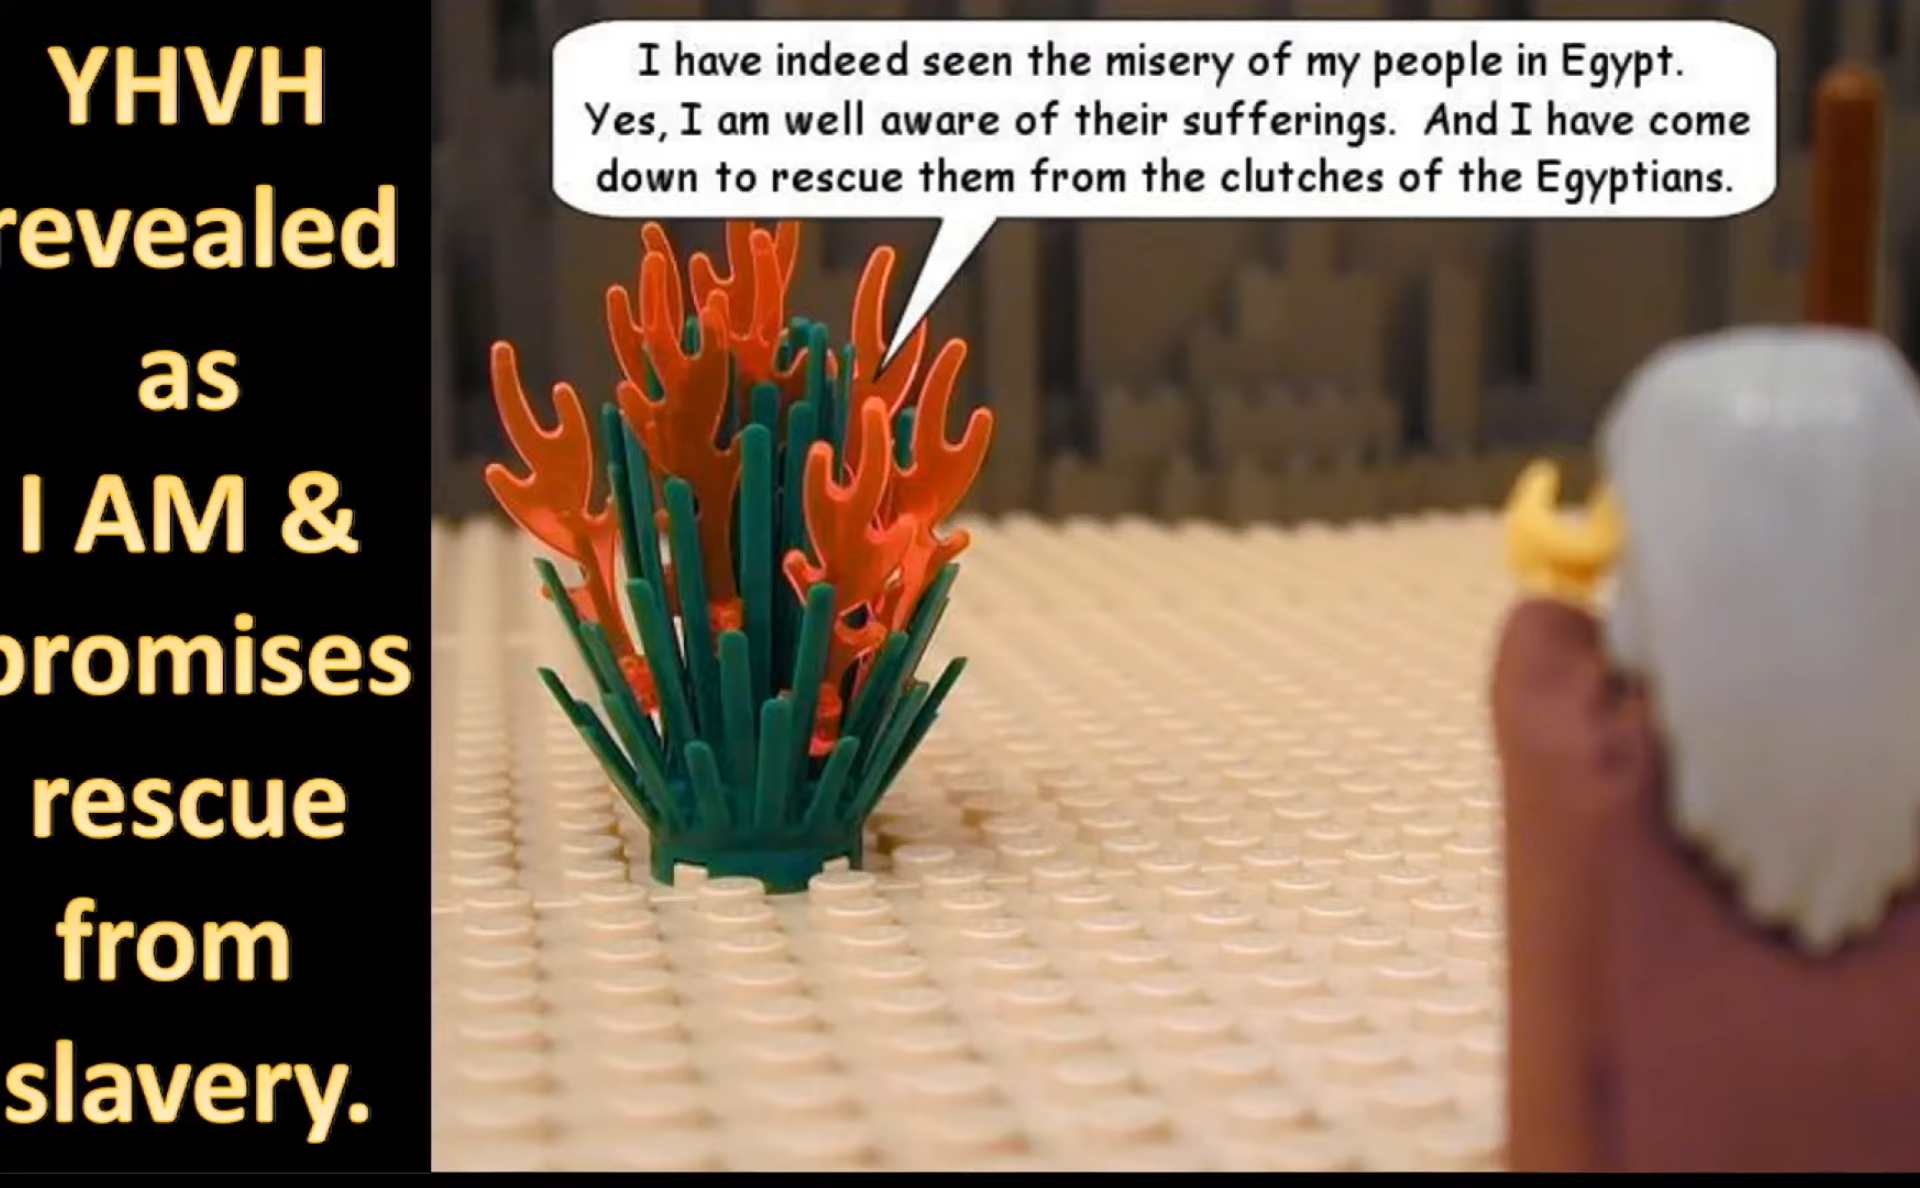 YHVH
revealed
as
I AM &
promises
rescue
from
slavery.
I have indeed seen the misery of my people in Egypt.
Yes, I am well aware of their sufferings. And I have come
down to rescue them from the clutches of the Egyptians.